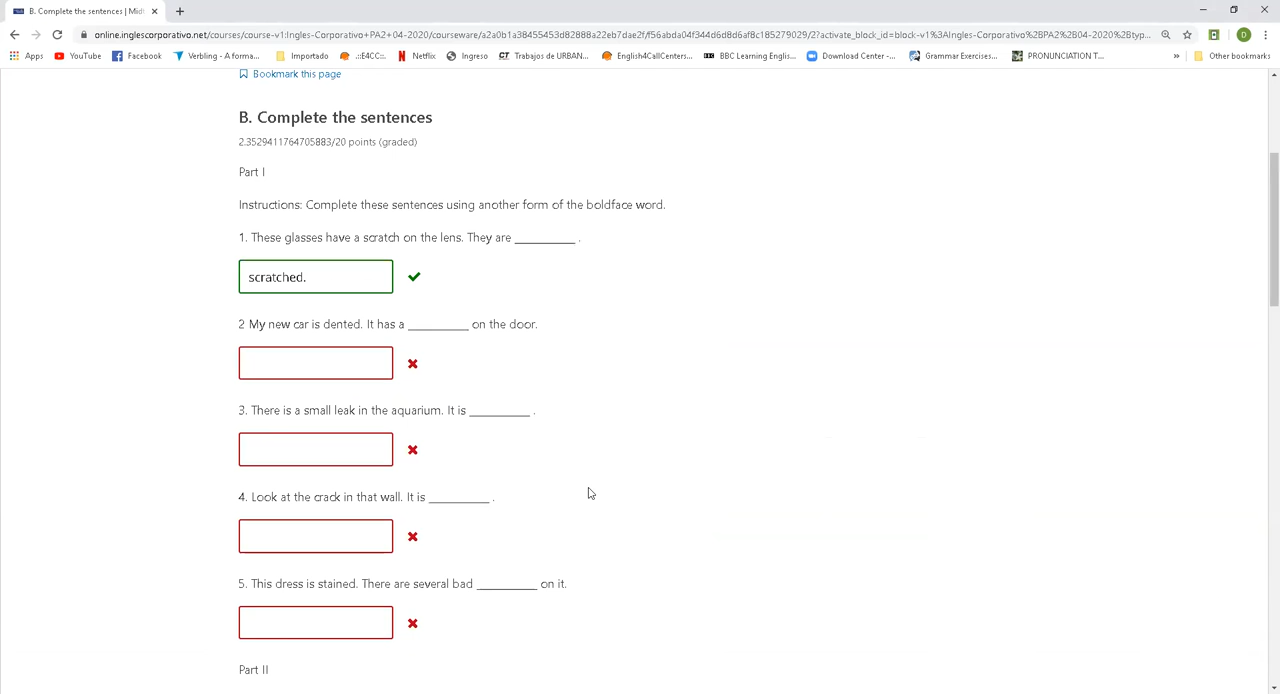 B. Complete the sentences | Mid
online.inglescorporativo.net/courses/course-v1:Ingles-Corporativo+PA2+04-2020/courseware/a2a0b1a38455453d82888a22eb7dae2f/f56abda04f344d6d8d6af8c185279029/2?activate_block_id=block-v1%3AIngles-Corporativo%2BPA2%2B04-2020%2Btyp...
D
Apps YouTube Facebook Verbling - A forma... Importado .::E4CC::. Netflix Ingreso CT Trabajos de URBAN... English4CallCenters... BBC Learning Englis... Download Center -... Grammar Exercises... PRONUNCIATION T... » Other bookmarks
Bookmark this page
B. Complete the sentences
2.3529411764705883/20 points (graded)
Part I
Instructions: Complete these sentences using another form of the boldface word.
1. These glasses have a scratch on the lens. They are __________ .
scratched.
2 My new car is dented. It has a __________ on the door.
3. There is a small leak in the aquarium. It is __________ .
4. Look at the crack in that wall. It is __________ .
5. This dress is stained. There are several bad __________ on it.
Part II